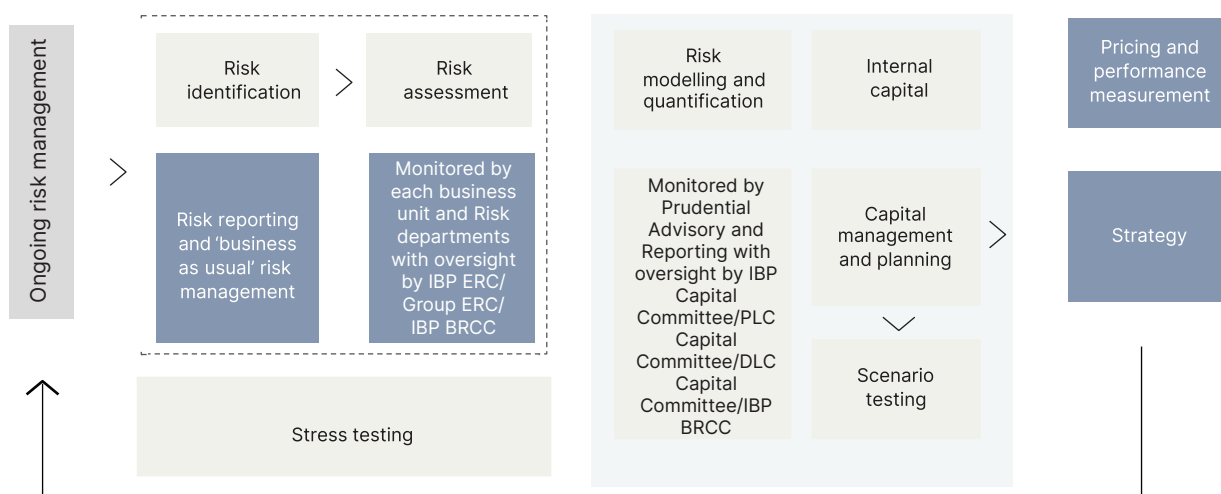 Ongoing risk management
Risk
identification
Risk
assessment
Risk reporting
and ‘business
as usual’ risk
management
Monitored by
each business
unit and Risk
departments
with oversight
by IBP ERC/
Group ERC/
IBP BRCC
Stress testing
Risk
modelling and
quantification
Internal
capital
Monitored by
Prudential
Advisory and
Reporting with
oversight by IBP
Capital
Committee/PLC
Capital
Committee/DLC
Capital
Committee/IBP
BRCC
Capital
management
and planning
Scenario
testing
Pricing and
performance
measurement
Strategy